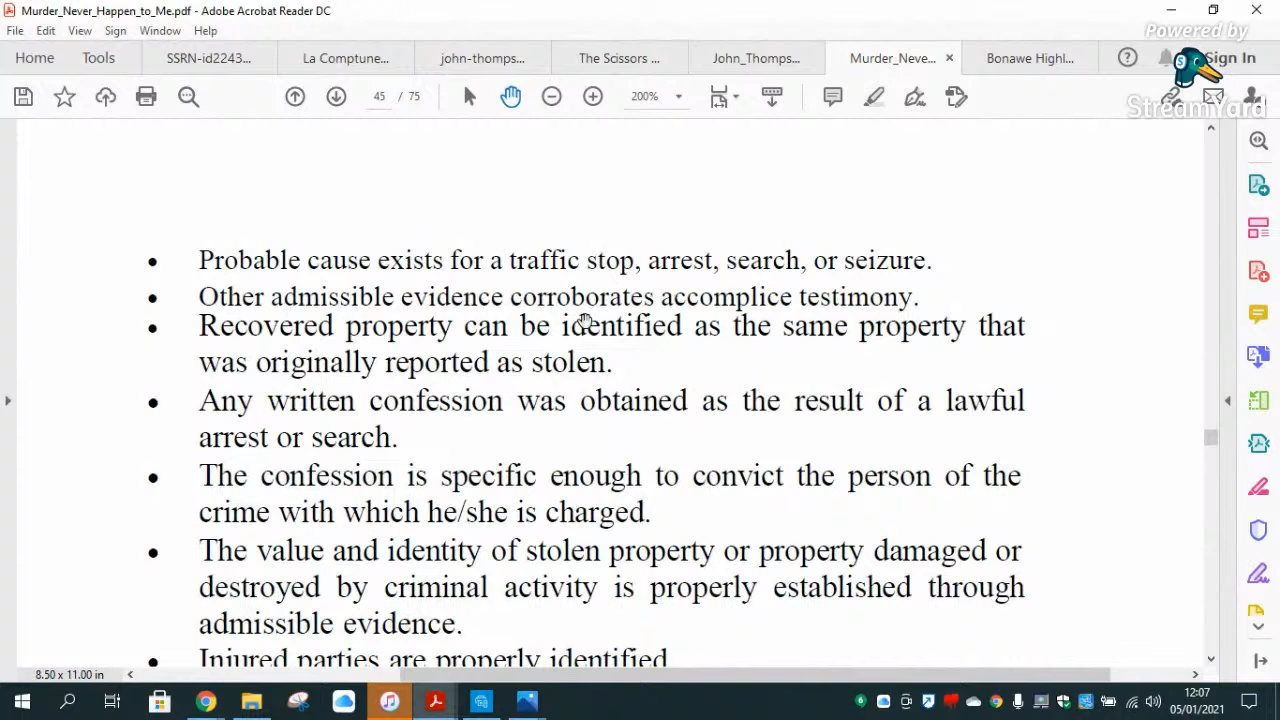 Murder_Never_Happen_to_Me.pdf - Adobe Acrobat Reader DC
File Edit View Sign Window Help
Powered by
Home Tools SSRN-id2243... La Comptune... john-thomps... The Scissors ... John_Thomps... Murder_Neve... × Bonawe Highl... Sign In
45 / 75 200%
StreamYard
• Probable cause exists for a traffic stop, arrest, search, or seizure.
• Other admissible evidence corroborates accomplice testimony.
• Recovered property can be identified as the same property that
was originally reported as stolen.
• Any written confession was obtained as the result of a lawful
arrest or search.
• The confession is specific enough to convict the person of the
crime with which he/she is charged.
• The value and identity of stolen property or property damaged or
destroyed by criminal activity is properly established through
admissible evidence.
• Injured parties are properly identified
8.50 x 11.00 in
12:07
05/01/2021